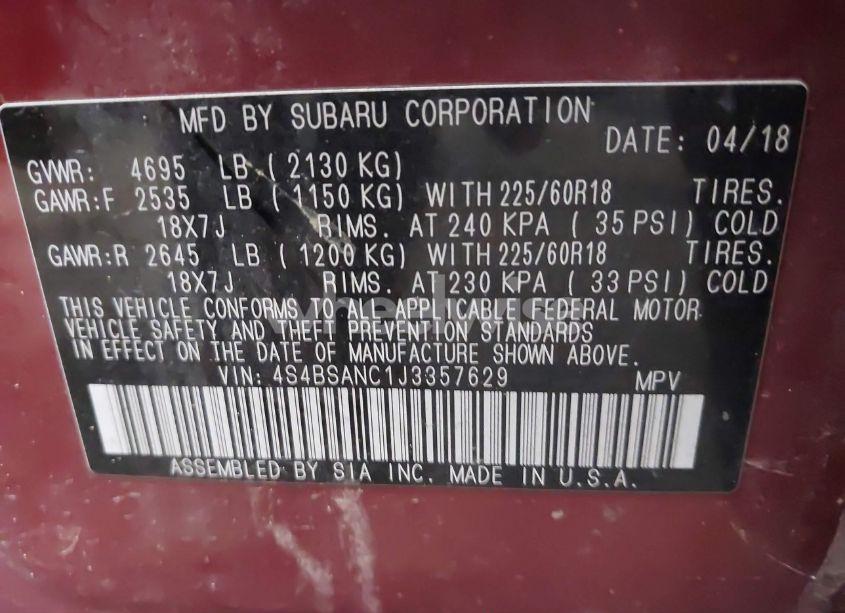 MFD BY SUBARU CORPORATION
DATE: 04/18
GVWR: 4695 LB ( 2130 KG)
GAWR:F 2535 LB ( 1150 KG) WITH 225/60R18 TIRES.
18X7J RIMS. AT 240 KPA ( 35 PSI) COLD
GAWR:R 2645 LB ( 1200 KG) WITH 225/60R18 TIRES.
18X7J RIMS. AT 230 KPA ( 33 PSI) COLD
THIS VEHICLE CONFORMS TO ALL APPLICABLE FEDERAL MOTOR
VEHICLE SAFETY AND THEFT PREVENTION STANDARDS
IN EFFECT ON THE DATE OF MANUFACTURE SHOWN ABOVE.
VIN: 4S4BSANC1J3357629 MPV
ASSEMBLED BY SIA INC. MADE IN U.S.A.